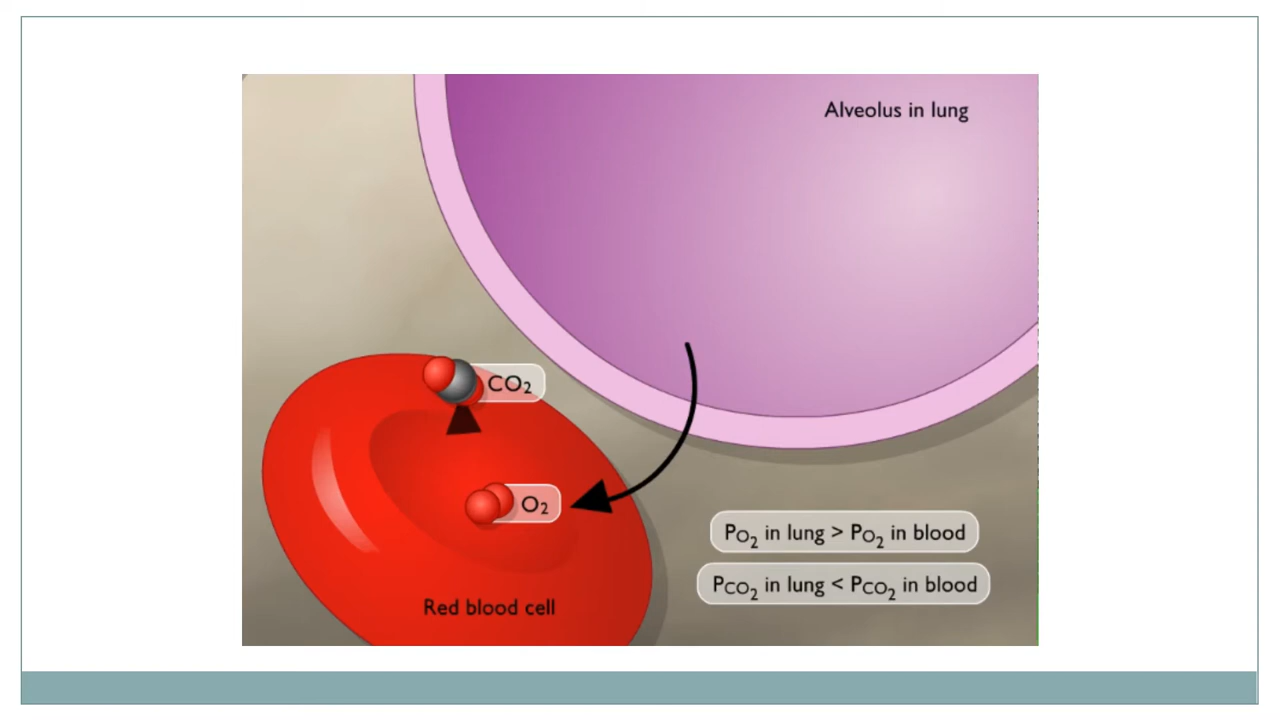 Alveolus in lung
CO₂
O₂
PO₂ in lung > PO₂ in blood
PCO₂ in lung < PCO₂ in blood
Red blood cell